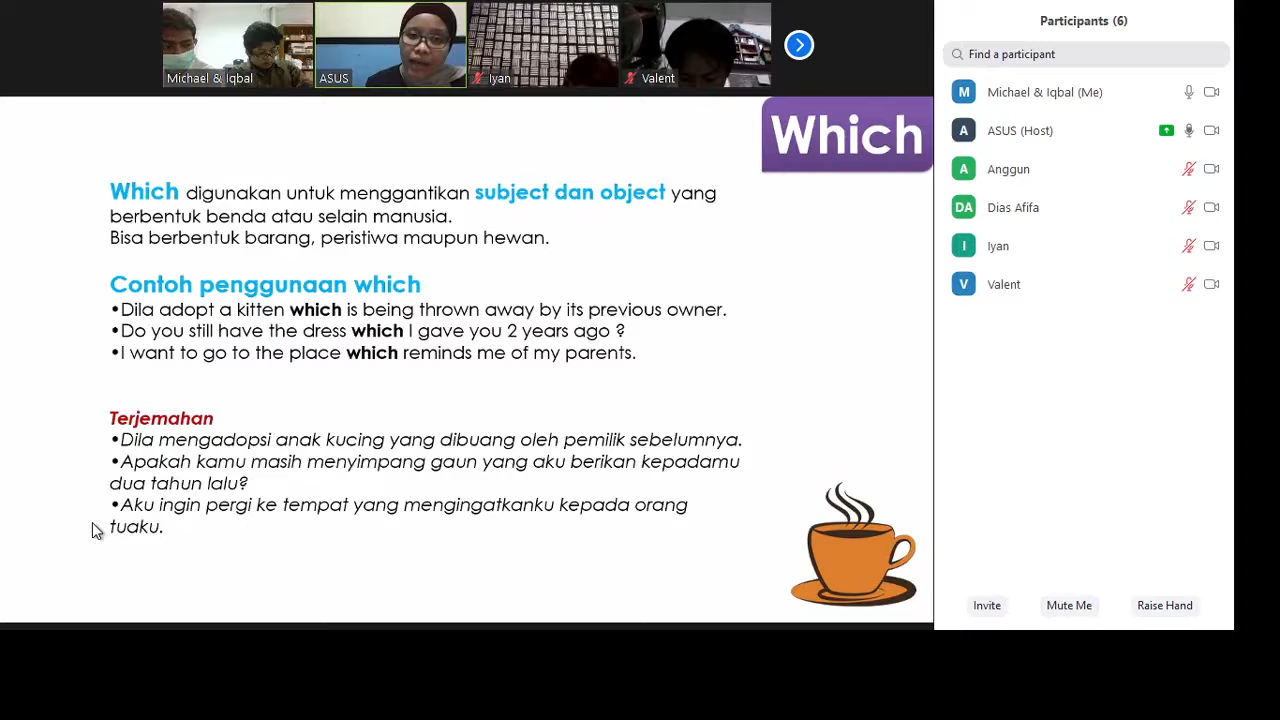 Michael & Iqbal
ASUS
Iyan
Valent
Which
Which digunakan untuk menggantikan subject dan object yang
berbentuk benda atau selain manusia.
Bisa berbentuk barang, peristiwa maupun hewan.
Contoh penggunaan which
•Dila adopt a kitten which is being thrown away by its previous owner.
•Do you still have the dress which I gave you 2 years ago ?
•I want to go to the place which reminds me of my parents.
Terjemahan
•Dila mengadopsi anak kucing yang dibuang oleh pemilik sebelumnya.
•Apakah kamu masih menyimpang gaun yang aku berikan kepadamu
dua tahun lalu?
•Aku ingin pergi ke tempat yang mengingatkanku kepada orang
tuaku.
Participants (6)
Find a participant
M Michael & Iqbal (Me)
A ASUS (Host)
A Anggun
DA Dias Afifa
I Iyan
V Valent
Invite Mute Me Raise Hand